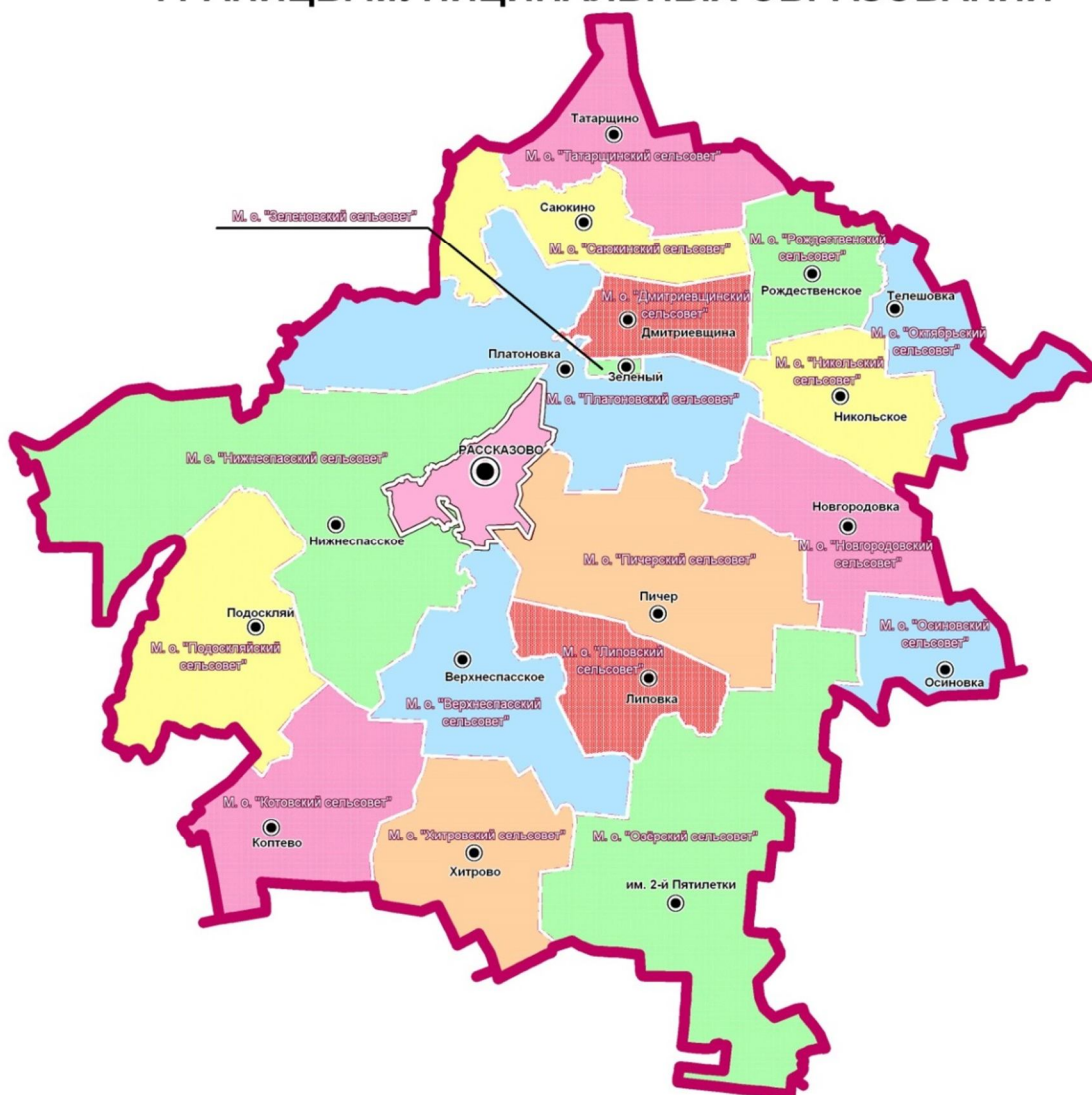 Татарщино
М. о. "Татарщинский сельсовет"
М. о. "Зеленовский сельсовет"
Саюкино
М. о. "Саюкинский сельсовет"
М. о. "Рождественский
сельсовет"
Рождественское
Телешовка
М. о. "Октябрьский
сельсовет"
М. о. "Дмитриевщинский
сельсовет"
Дмитриевщина
Платоновка
Зеленый
М. о. "Платоновский сельсовет"
М. о. "Никольский
сельсовет"
Никольское
РАССКАЗОВО
М. о. "Нижнеспасский сельсовет"
Нижнеспасское
Новгородовка
М. о. "Новгородовский
сельсовет"
М. о. "Пичерский сельсовет"
Пичер
Подоскляй
М. о. "Подоскляйский
сельсовет"
М. о. "Осиновский
сельсовет"
Осиновка
Верхнеспасское
М. о. "Верхнеспасский
сельсовет"
М. о. "Липовский
сельсовет"
Липовка
М. о. "Котовский сельсовет"
Коптево
М. о. "Хитровский сельсовет"
Хитрово
М. о. "Озёрский сельсовет"
им. 2-й Пятилетки